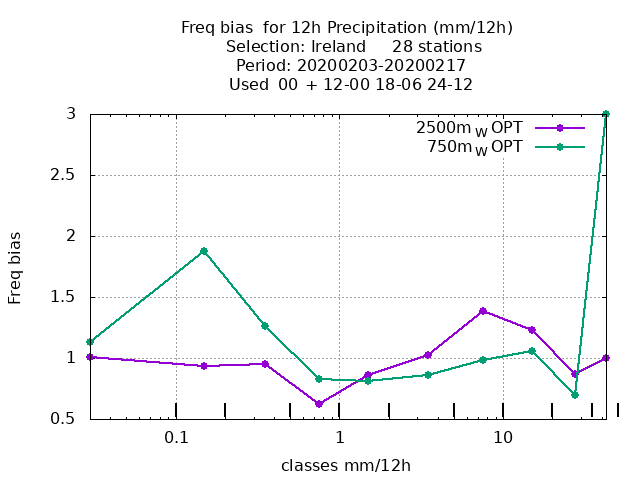 Freq bias  for 12h Precipitation (mm/12h)
Selection: Ireland     28 stations
Period: 20200203-20200217
Used  00  + 12-00 18-06 24-12
3
2.5
2
1.5
1
0.5
Freq bias
2500m W OPT
750m W OPT
0.1 1 10
classes mm/12h